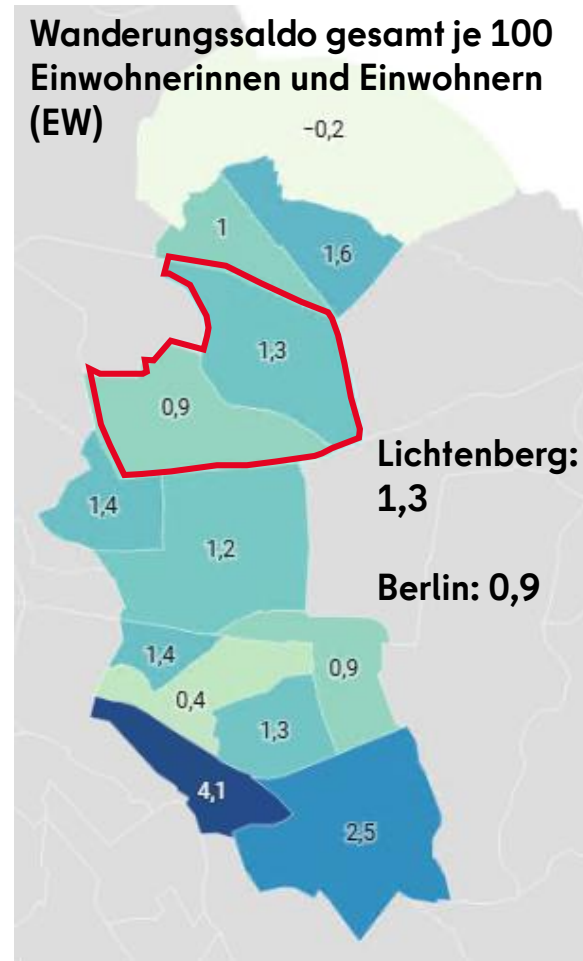 Wanderungssaldo gesamt je 100
Einwohnerinnen und Einwohnern
(EW)
−0,2
1
1,6
1,3
0,9
Lichtenberg:
1,3
1,4
1,2
Berlin: 0,9
1,4
0,9
0,4
1,3
4,1
2,5